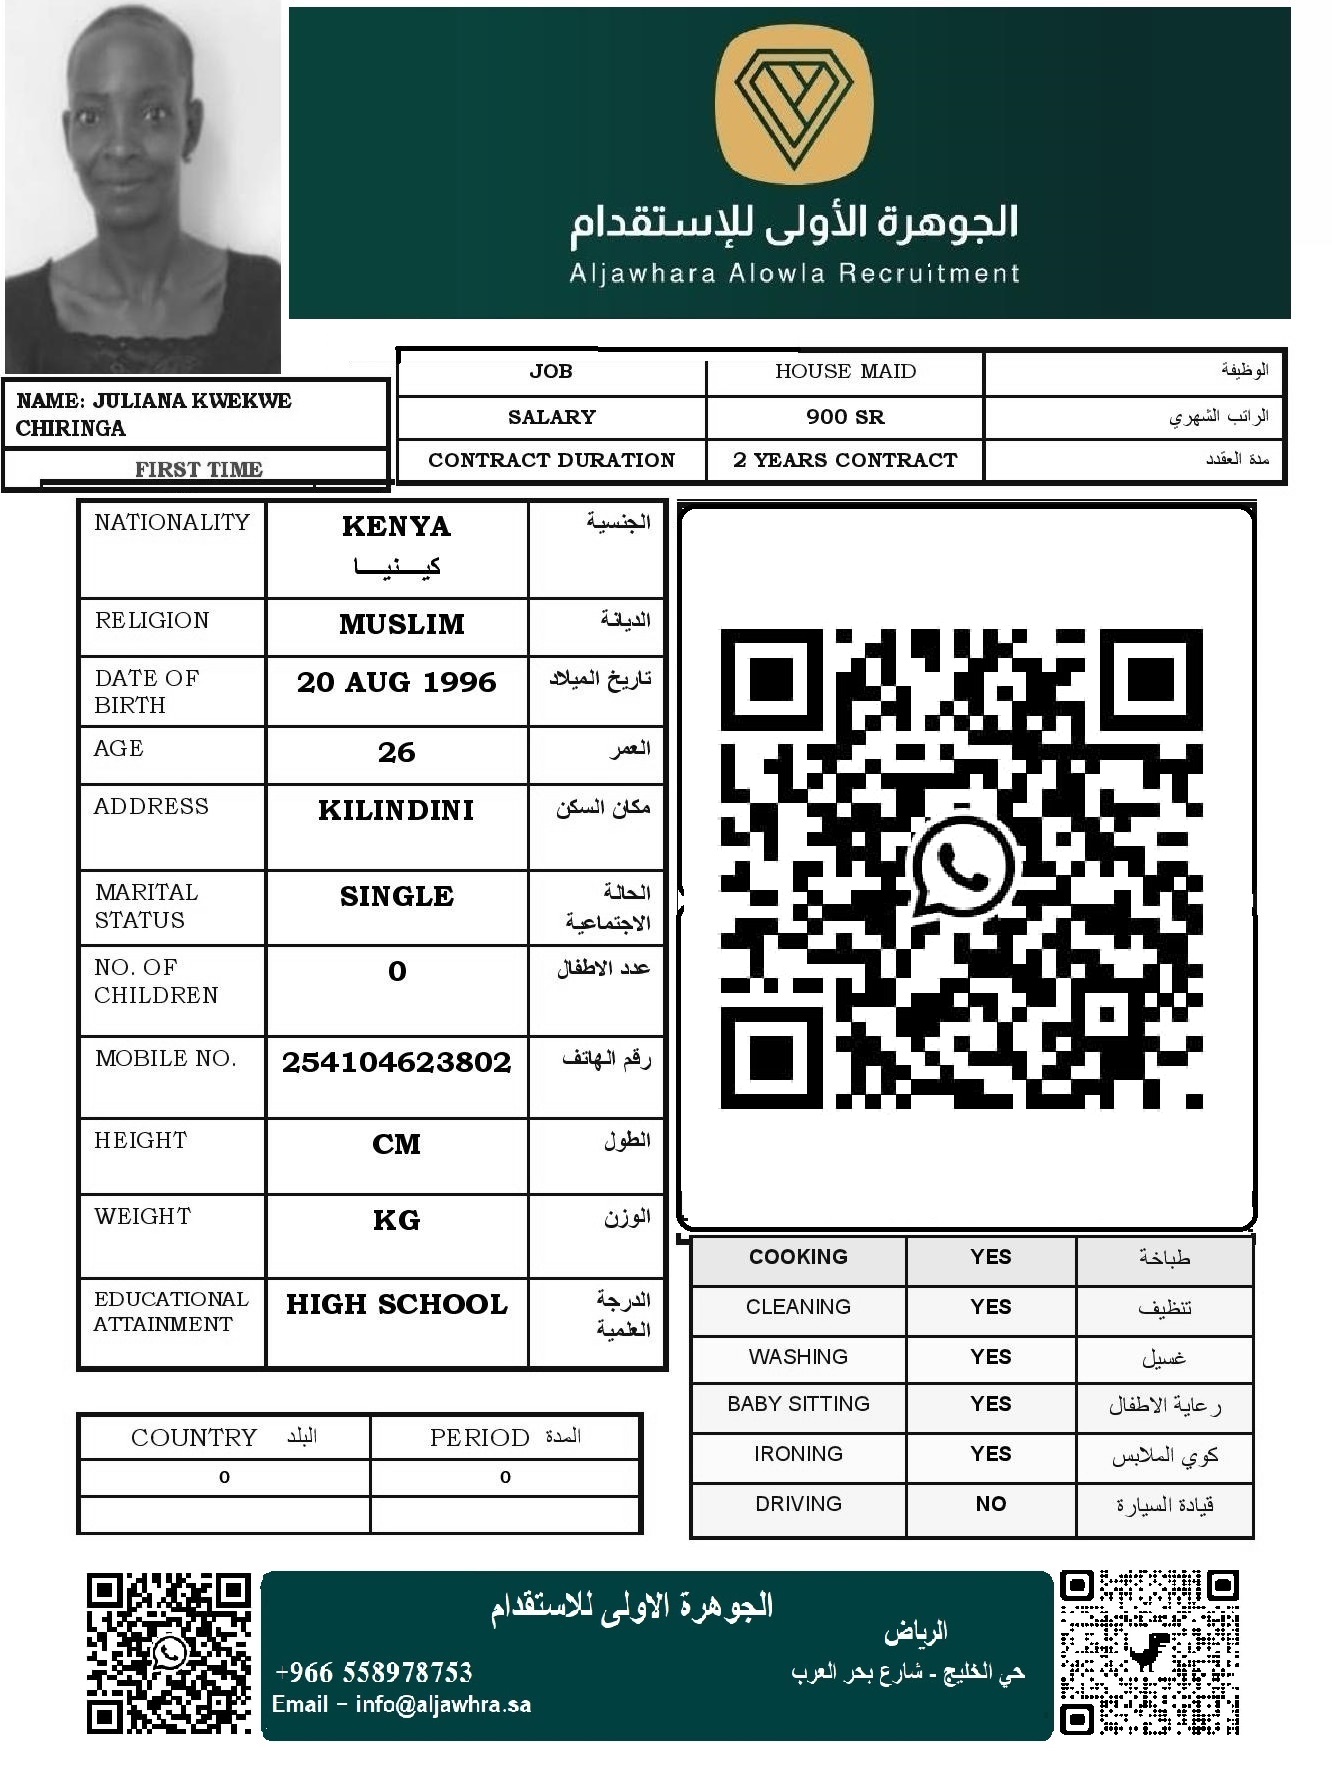 الجوهرة الأولى للإستقدام
Aljawhara Alowla Recruitment
NAME: JULIANA KWEKWE
CHIRINGA
FIRST TIME
JOB HOUSE MAID الوظيفة
SALARY 900 SR الراتب الشهري
CONTRACT DURATION 2 YEARS CONTRACT مدة العقدد
NATIONALITY KENYA الجنسية
كيـــنيـــا
RELIGION MUSLIM الديانة
DATE OF BIRTH 20 AUG 1996 تاريخ الميلاد
AGE 26 العمر
ADDRESS KILINDINI مكان السكن
MARITAL STATUS SINGLE الحالة الاجتماعية
NO. OF CHILDREN 0 عدد الاطفال
MOBILE NO. 254104623802 رقم الهاتف
HEIGHT CM الطول
WEIGHT KG الوزن
EDUCATIONAL ATTAINMENT HIGH SCHOOL الدرجة العلمية
COOKING YES طباخة
CLEANING YES تنظيف
WASHING YES غسيل
BABY SITTING YES رعاية الاطفال
IRONING YES كوي الملابس
DRIVING NO قيادة السيارة
COUNTRY البلد PERIOD المدة
0 0
الجوهرة الاولى للاستقدام
الرياض
+966 558978753 حي الخليج - شارع بحر العرب
Email – info@aljawhra.sa